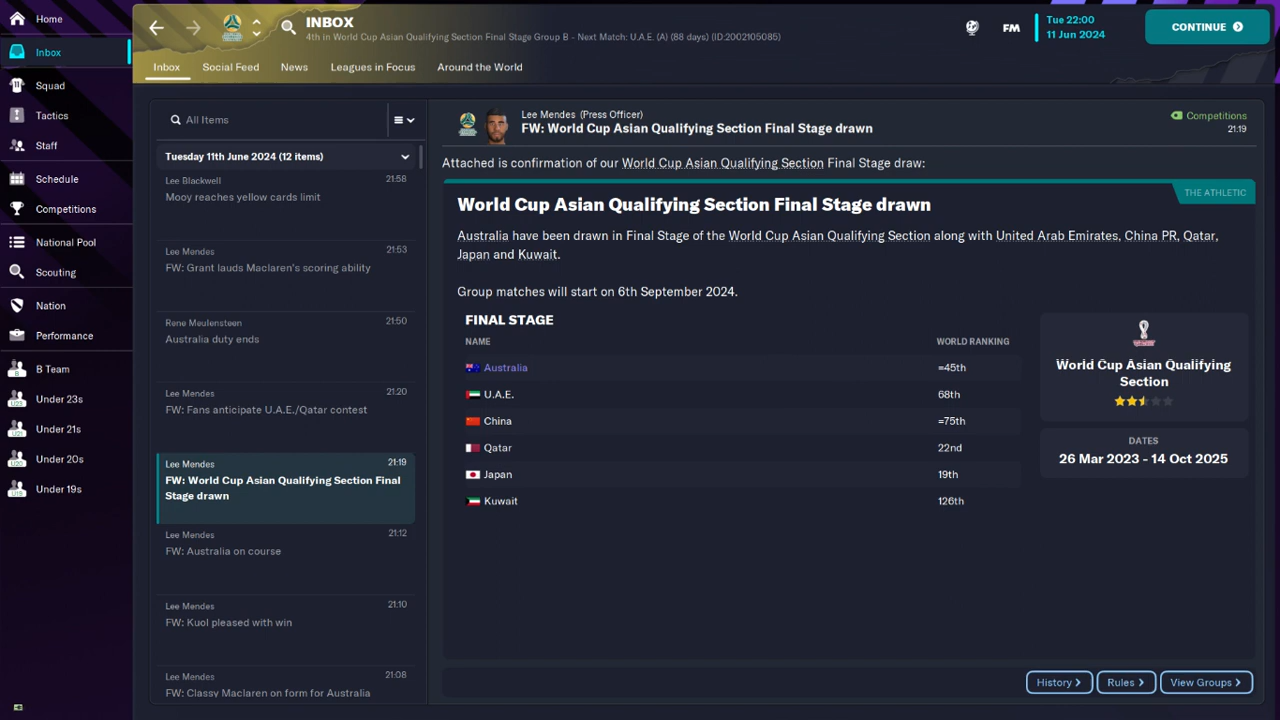 Home
Inbox
Squad
Tactics
Staff
Schedule
Competitions
National Pool
Scouting
Nation
Performance
B Team
Under 23s
Under 21s
Under 20s
Under 19s
INBOX
4th in World Cup Asian Qualifying Section Final Stage Group B - Next Match: U.A.E. (A) (88 days) (ID:2002105085)
FM
Tue 22:00
11 Jun 2024
CONTINUE
Inbox
Social Feed
News
Leagues in Focus
Around the World
All Items
Tuesday 11th June 2024 (12 items)
Lee Blackwell 21:58
Mooy reaches yellow cards limit
Lee Mendes 21:53
FW: Grant lauds Maclaren's scoring ability
Rene Meulensteen 21:50
Australia duty ends
Lee Mendes 21:20
FW: Fans anticipate U.A.E./Qatar contest
Lee Mendes 21:19
FW: World Cup Asian Qualifying Section Final
Stage drawn
Lee Mendes 21:12
FW: Australia on course
Lee Mendes 21:10
FW: Kuol pleased with win
Lee Mendes 21:08
FW: Classy Maclaren on form for Australia
Lee Mendes (Press Officer)
FW: World Cup Asian Qualifying Section Final Stage drawn
Competitions
21:19
Attached is confirmation of our World Cup Asian Qualifying Section Final Stage draw:
THE ATHLETIC
World Cup Asian Qualifying Section Final Stage drawn
Australia have been drawn in Final Stage of the World Cup Asian Qualifying Section along with United Arab Emirates, China PR, Qatar,
Japan and Kuwait.
Group matches will start on 6th September 2024.
FINAL STAGE
NAME WORLD RANKING
Australia =45th
U.A.E. 68th
China =75th
Qatar 22nd
Japan 19th
Kuwait 126th
World Cup Asian Qualifying
Section
DATES
26 Mar 2023 - 14 Oct 2025
History
Rules
View Groups